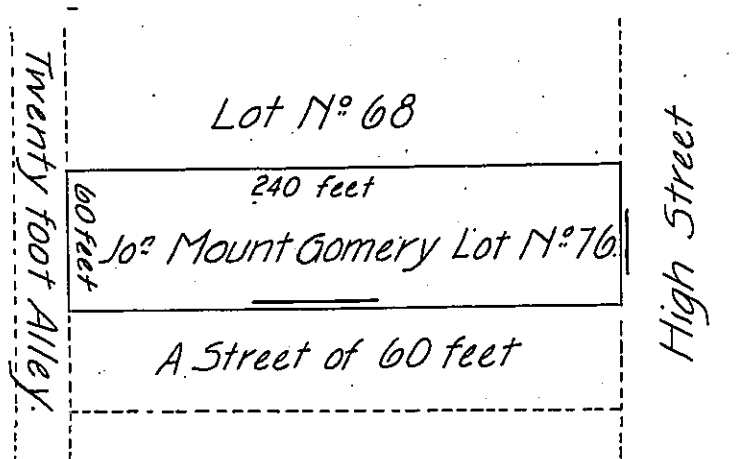 Lot Nº 68
240 feet
60 feet
Joⁿ Mount Gomery Lot Nº 76
A Street of 60 feet
Twenty foot Alley.
High Street